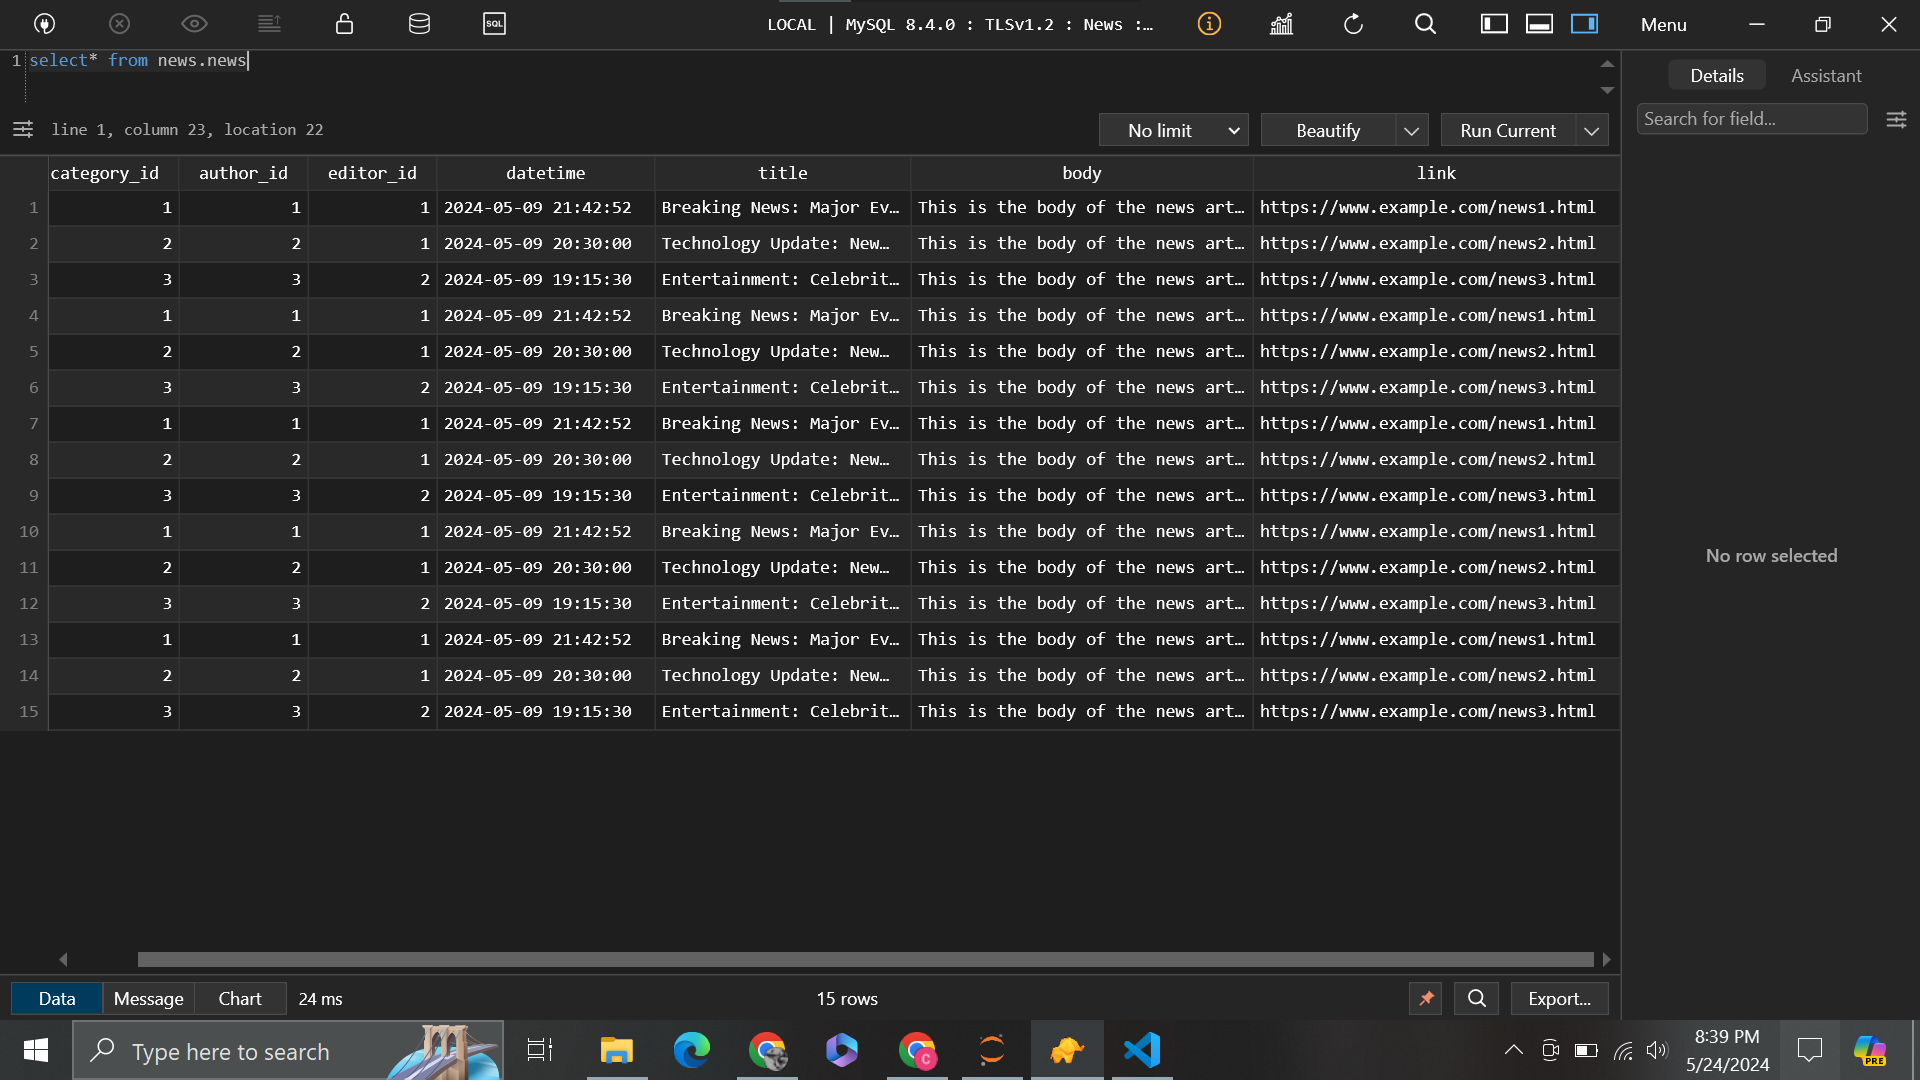 SQL LOCAL | MySQL 8.4.0 : TLSv1.2 : News :... Menu
1 select* from news.news
Details Assistant
Search for field...
line 1, column 23, location 22 No limit Beautify Run Current
category_id author_id editor_id datetime title body link
1 1 1 1 2024-05-09 21:42:52 Breaking News: Major Ev... This is the body of the news art... https://www.example.com/news1.html
2 2 2 1 2024-05-09 20:30:00 Technology Update: New... This is the body of the news art... https://www.example.com/news2.html
3 3 3 2 2024-05-09 19:15:30 Entertainment: Celebrit... This is the body of the news art... https://www.example.com/news3.html
4 1 1 1 2024-05-09 21:42:52 Breaking News: Major Ev... This is the body of the news art... https://www.example.com/news1.html
5 2 2 1 2024-05-09 20:30:00 Technology Update: New... This is the body of the news art... https://www.example.com/news2.html
6 3 3 2 2024-05-09 19:15:30 Entertainment: Celebrit... This is the body of the news art... https://www.example.com/news3.html
7 1 1 1 2024-05-09 21:42:52 Breaking News: Major Ev... This is the body of the news art... https://www.example.com/news1.html
8 2 2 1 2024-05-09 20:30:00 Technology Update: New... This is the body of the news art... https://www.example.com/news2.html
9 3 3 2 2024-05-09 19:15:30 Entertainment: Celebrit... This is the body of the news art... https://www.example.com/news3.html
10 1 1 1 2024-05-09 21:42:52 Breaking News: Major Ev... This is the body of the news art... https://www.example.com/news1.html
11 2 2 1 2024-05-09 20:30:00 Technology Update: New... This is the body of the news art... https://www.example.com/news2.html
12 3 3 2 2024-05-09 19:15:30 Entertainment: Celebrit... This is the body of the news art... https://www.example.com/news3.html
13 1 1 1 2024-05-09 21:42:52 Breaking News: Major Ev... This is the body of the news art... https://www.example.com/news1.html
14 2 2 1 2024-05-09 20:30:00 Technology Update: New... This is the body of the news art... https://www.example.com/news2.html
15 3 3 2 2024-05-09 19:15:30 Entertainment: Celebrit... This is the body of the news art... https://www.example.com/news3.html
No row selected
Data Message Chart 24 ms 15 rows Export...
Type here to search C 8:39 PM
5/24/2024 PRE